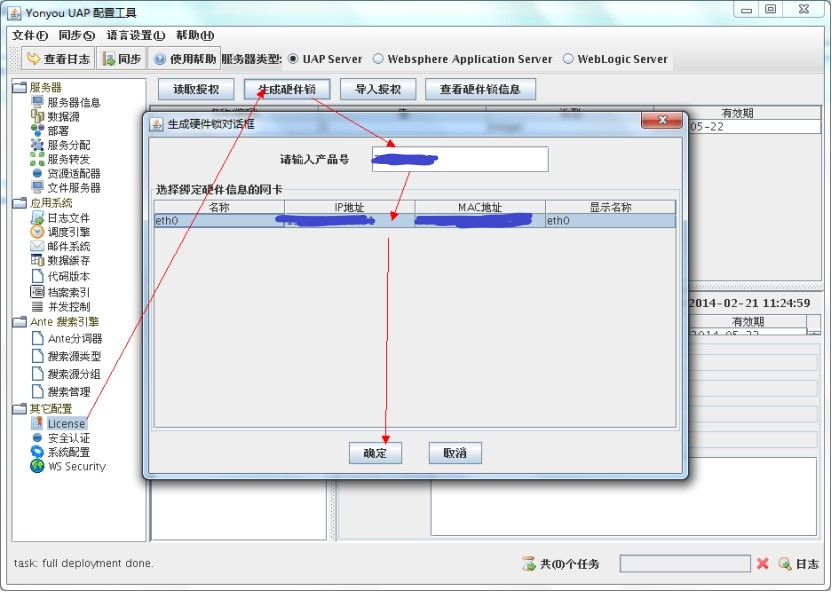 Yonyou UAP 配置工具
文件(F) 同步(S) 语言设置(L) 帮助(H)
查看日志 同步 使用帮助 服务器类型: UAP Server Websphere Application Server WebLogic Server
服务器
服务器信息
数据源
部署
服务分配
服务转发
资源适配器
文件服务器
应用系统
日志文件
调度引擎
邮件系统
数据缓存
代码版本
档案索引
并发控制
Ante 搜索引擎
Ante分词器
搜索源类型
搜索源分组
搜索管理
其它配置
License
安全认证
系统配置
WS Security
读取授权 生成硬件锁 导入授权 查看硬件锁信息
有效期
05-22
生成硬件锁对话框
请输入产品号
选择绑定硬件信息的网卡
名称 IP地址 MAC地址 显示名称
eth0 eth0
确定 取消
2014-02-21 11:24:59
有效期
2014-05-22
task: full deployment done.
共(0)个任务 日志